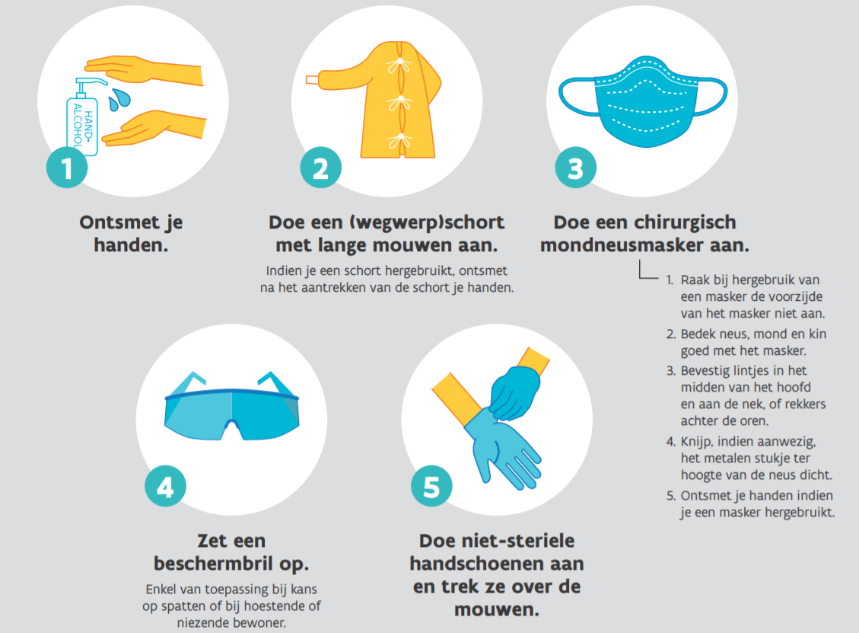 HAND-
ALCOHOL
1
Ontsmet je
handen.
2
Doe een (wegwerp)schort
met lange mouwen aan.
Indien je een schort hergebruikt, ontsmet
na het aantrekken van de schort je handen.
3
Doe een chirurgisch
mondneusmasker aan.
1. Raak bij hergebruik van
een masker de voorzijde
van het masker niet aan.
2. Bedek neus, mond en kin
goed met het masker.
3. Bevestig lintjes in het
midden van het hoofd
en aan de nek, of rekkers
achter de oren.
4. Knijp, indien aanwezig,
het metalen stukje ter
hoogte van de neus dicht.
5. Ontsmet je handen indien
je een masker hergebruikt.
4
Zet een
beschermbril op.
Enkel van toepassing bij kans
op spatten of bij hoestende of
niezende bewoner.
5
Doe niet-steriele
handschoenen aan
en trek ze over de
mouwen.